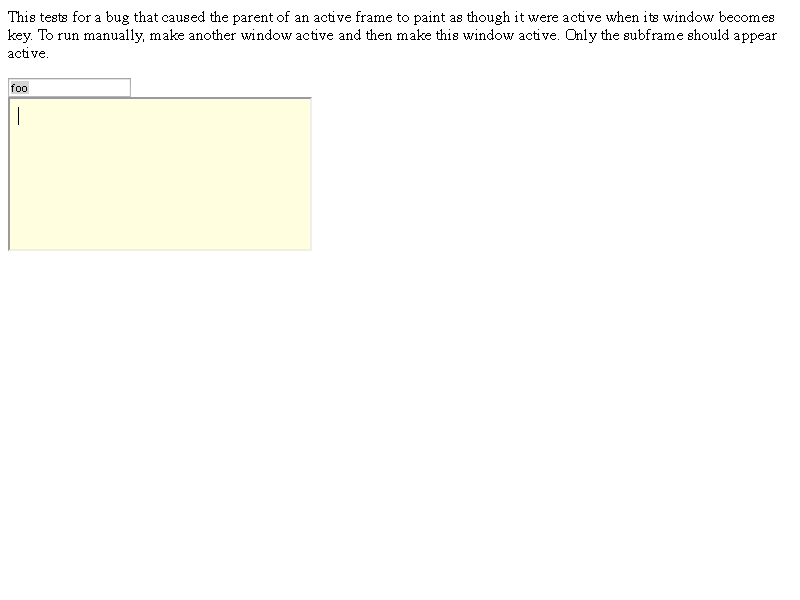 This tests for a bug that caused the parent of an active frame to paint as though it were active when its window becomes
key. To run manually, make another window active and then make this window active. Only the subframe should appear
active.
foo